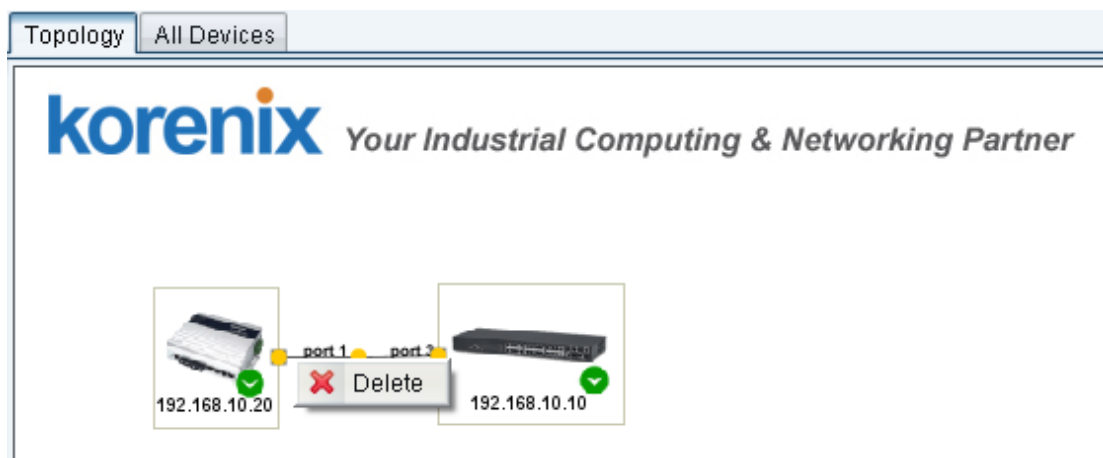 Topology All Devices
korenix Your Industrial Computing & Networking Partner
port 1 port 2
Delete
192.168.10.20 192.168.10.10